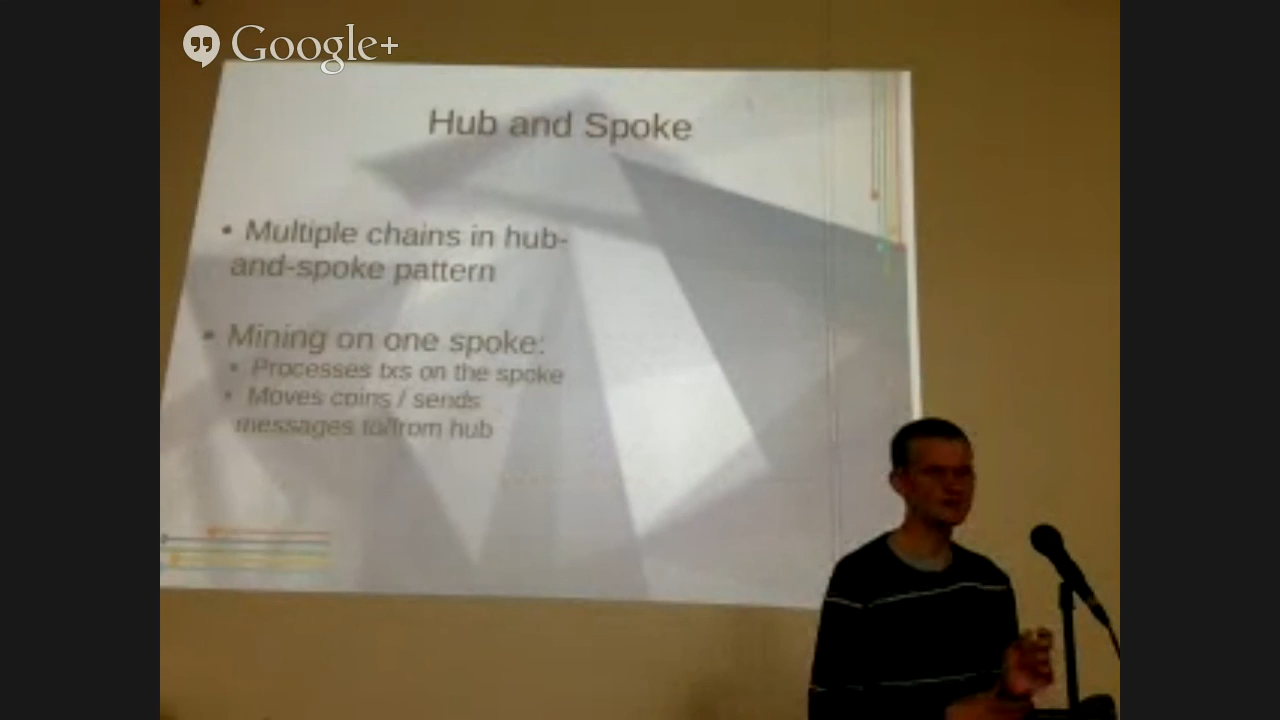 Google+
Hub and Spoke
• Multiple chains in hub-
and-spoke pattern
• Mining on one spoke:
• Processes txs on the spoke
• Moves coins / sends
messages to/from hub